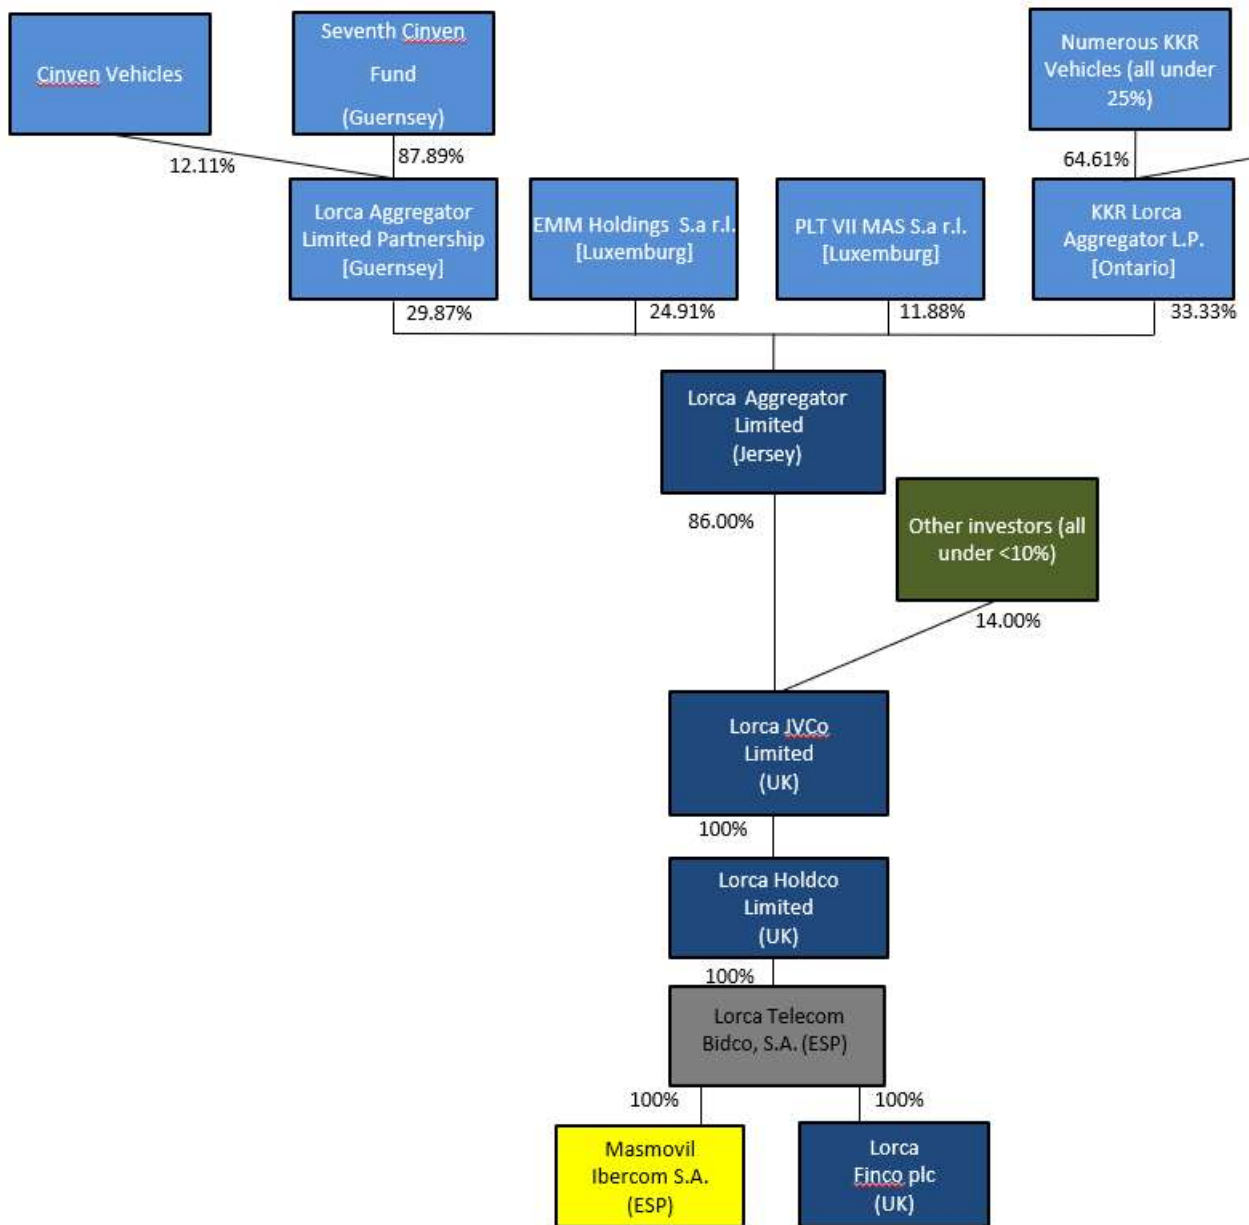 Cinven Vehicles
Seventh Cinven
Fund
(Guernsey)
Numerous KKR
Vehicles (all under
25%)
12.11%
87.89%
64.61%
Lorca Aggregator
Limited Partnership
[Guernsey]
EMM Holdings S.a r.l.
[Luxemburg]
PLT VII MAS S.a r.l.
[Luxemburg]
KKR Lorca
Aggregator L.P.
[Ontario]
29.87%
24.91%
11.88%
33.33%
Lorca Aggregator
Limited
(Jersey)
86.00%
Other investors (all
under <10%)
14.00%
Lorca JVCo
Limited
(UK)
100%
Lorca Holdco
Limited
(UK)
100%
Lorca Telecom
Bidco, S.A. (ESP)
100%
100%
Masmovil
Ibercom S.A.
(ESP)
Lorca
Finco plc
(UK)